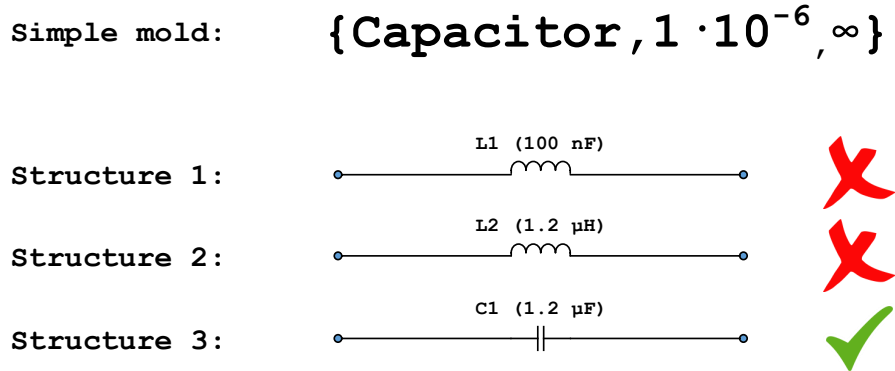 Simple mold: {Capacitor,1·10⁻⁶,∞}
L1 (100 nF)
Structure 1:
L2 (1.2 µH)
Structure 2:
C1 (1.2 µF)
Structure 3: